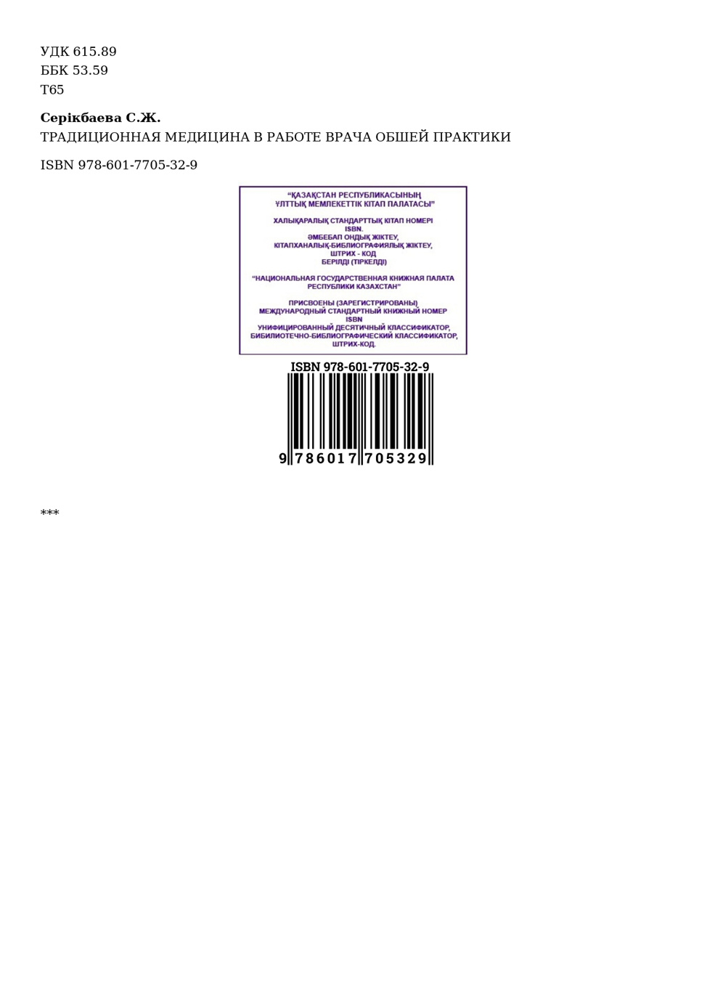 УДК 615.89
ББК 53.59
Т65
Серікбаева С.Ж.
ТРАДИЦИОННАЯ МЕДИЦИНА В РАБОТЕ ВРАЧА ОБШЕЙ ПРАКТИКИ
ISBN 978-601-7705-32-9
“ҚАЗАҚСТАН РЕСПУБЛИКАСЫНЫҢ
ҰЛТТЫҚ МЕМЛЕКЕТТІК КІТАП ПАЛАТАСЫ”
ХАЛЫҚАРАЛЫҚ СТАНДАРТТЫҚ КІТАП НОМЕРІ
ISBN.
ӘМБЕБАП ОНДЫҚ ЖІКТЕУ,
КІТАПХАНАЛЫҚ-БИБЛИОГРАФИЯЛЫҚ ЖІКТЕУ,
ШТРИХ - КОД
БЕРІЛДІ (ТІРКЕЛДІ)
“НАЦИОНАЛЬНАЯ ГОСУДАРСТВЕННАЯ КНИЖНАЯ ПАЛАТА
РЕСПУБЛИКИ КАЗАХСТАН”
ПРИСВОЕНЫ (ЗАРЕГИСТРИРОВАНЫ)
МЕЖДУНАРОДНЫЙ СТАНДАРТНЫЙ КНИЖНЫЙ НОМЕР
ISBN
УНИФИЦИРОВАННЫЙ ДЕСЯТИЧНЫЙ КЛАССИФИКАТОР,
БИБИЛИОТЕЧНО-БИБЛИОГРАФИЧЕСКИЙ КЛАССИФИКАТОР,
ШТРИХ-КОД.
ISBN 978-601-7705-32-9
9 786017 705329
***